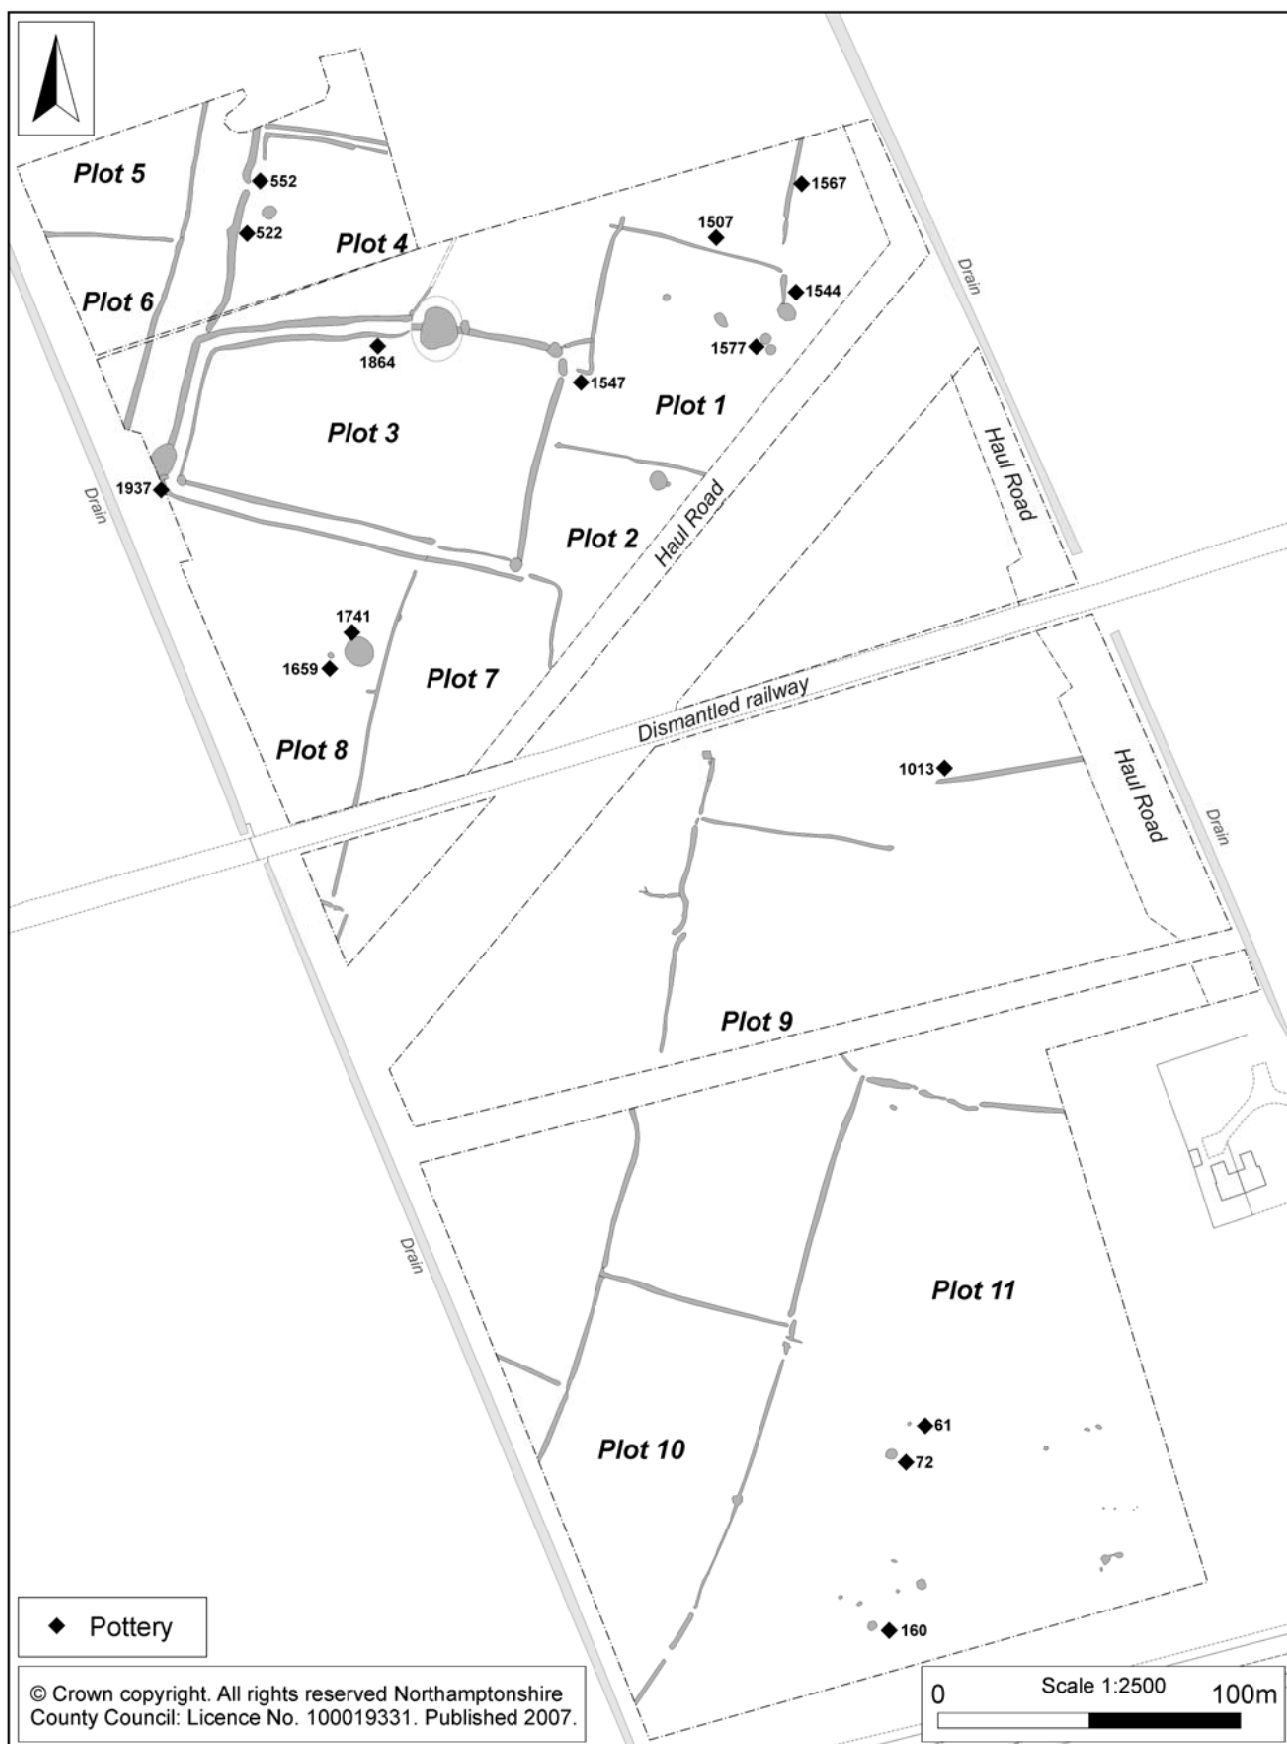 Plot 5
552
1567
1507
522
Plot 4
Drain
Plot 6
1544
1864
1577
1547
Plot 1
Plot 3
Haul Road
1937
Drain
Haul Road
Plot 2
1741
1659
Plot 7
Dismantled railway
Plot 8
1013
Haul Road
Drain
Plot 9
Drain
Plot 11
61
Plot 10
72
160
Pottery
© Crown copyright. All rights reserved Northamptonshire
County Council: Licence No. 100019331. Published 2007.
Scale 1:2500
0 100m